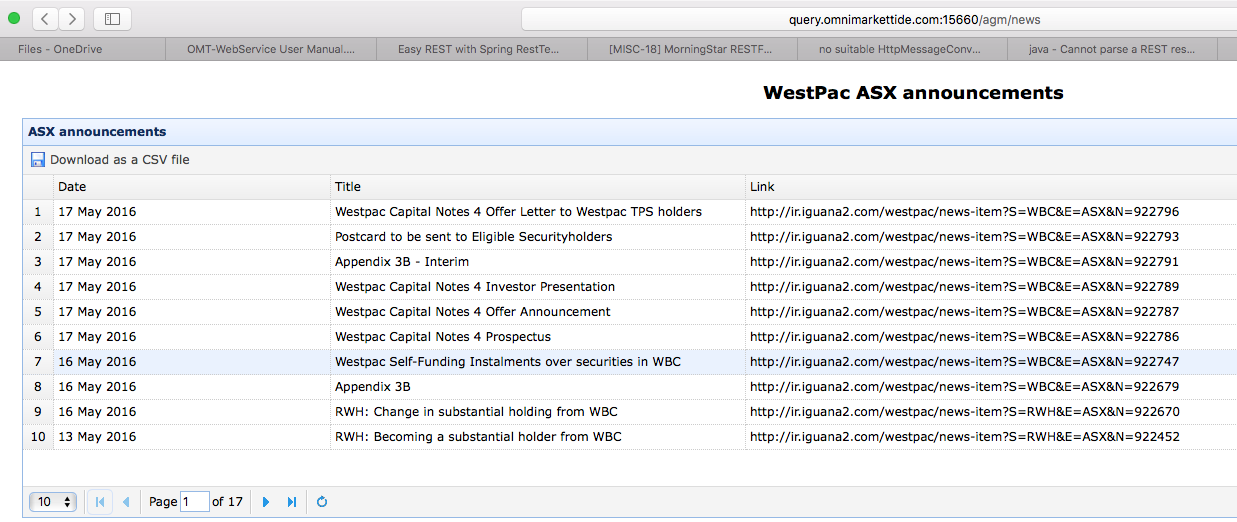 query.omnimarkettide.com:15660/agm/news
Files - OneDrive OMT-WebService User Manual.... Easy REST with Spring RestTe... [MISC-18] MorningStar RESTF... no suitable HttpMessageConv... java - Cannot parse a REST res...
WestPac ASX announcements
ASX announcements
Download as a CSV file
Date Title Link
1 17 May 2016 Westpac Capital Notes 4 Offer Letter to Westpac TPS holders http://ir.iguana2.com/westpac/news-item?S=WBC&E=ASX&N=922796
2 17 May 2016 Postcard to be sent to Eligible Securityholders http://ir.iguana2.com/westpac/news-item?S=WBC&E=ASX&N=922793
3 17 May 2016 Appendix 3B - Interim http://ir.iguana2.com/westpac/news-item?S=WBC&E=ASX&N=922791
4 17 May 2016 Westpac Capital Notes 4 Investor Presentation http://ir.iguana2.com/westpac/news-item?S=WBC&E=ASX&N=922789
5 17 May 2016 Westpac Capital Notes 4 Offer Announcement http://ir.iguana2.com/westpac/news-item?S=WBC&E=ASX&N=922787
6 17 May 2016 Westpac Capital Notes 4 Prospectus http://ir.iguana2.com/westpac/news-item?S=WBC&E=ASX&N=922786
7 16 May 2016 Westpac Self-Funding Instalments over securities in WBC http://ir.iguana2.com/westpac/news-item?S=WBC&E=ASX&N=922747
8 16 May 2016 Appendix 3B http://ir.iguana2.com/westpac/news-item?S=WBC&E=ASX&N=922679
9 16 May 2016 RWH: Change in substantial holding from WBC http://ir.iguana2.com/westpac/news-item?S=RWH&E=ASX&N=922670
10 13 May 2016 RWH: Becoming a substantial holder from WBC http://ir.iguana2.com/westpac/news-item?S=RWH&E=ASX&N=922452
10 Page 1 of 17